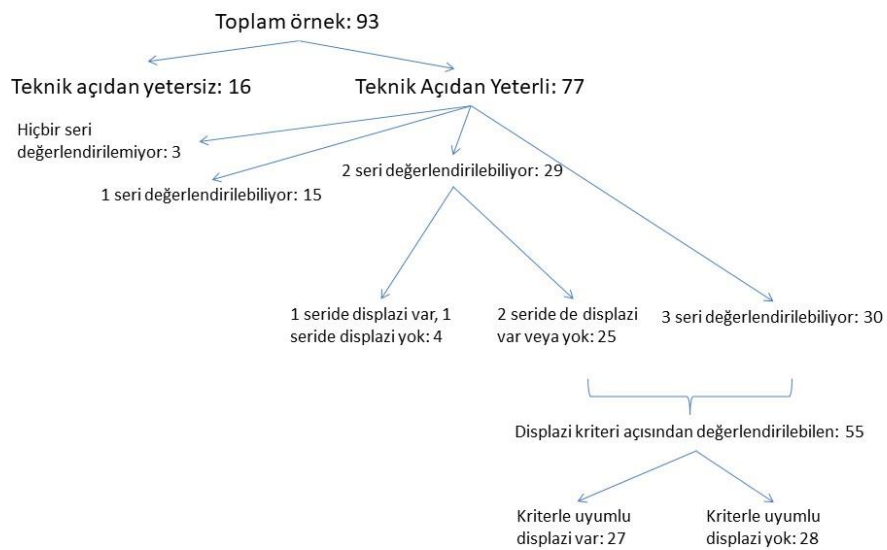 Toplam örnek: 93
Teknik açıdan yetersiz: 16
Teknik Açıdan Yeterli: 77
Hiçbir seri
değerlendirilemiyor: 3
1 seri değerlendirilebiliyor: 15
2 seri değerlendirilebiliyor: 29
1 seride displazi var, 1
seride displazi yok: 4
2 seride de displazi
var veya yok: 25
3 seri değerlendirilebiliyor: 30
Displazi kriteri açısından değerlendirilebilen: 55
Kriterle uyumlu
displazi var: 27
Kriterle uyumlu
displazi yok: 28